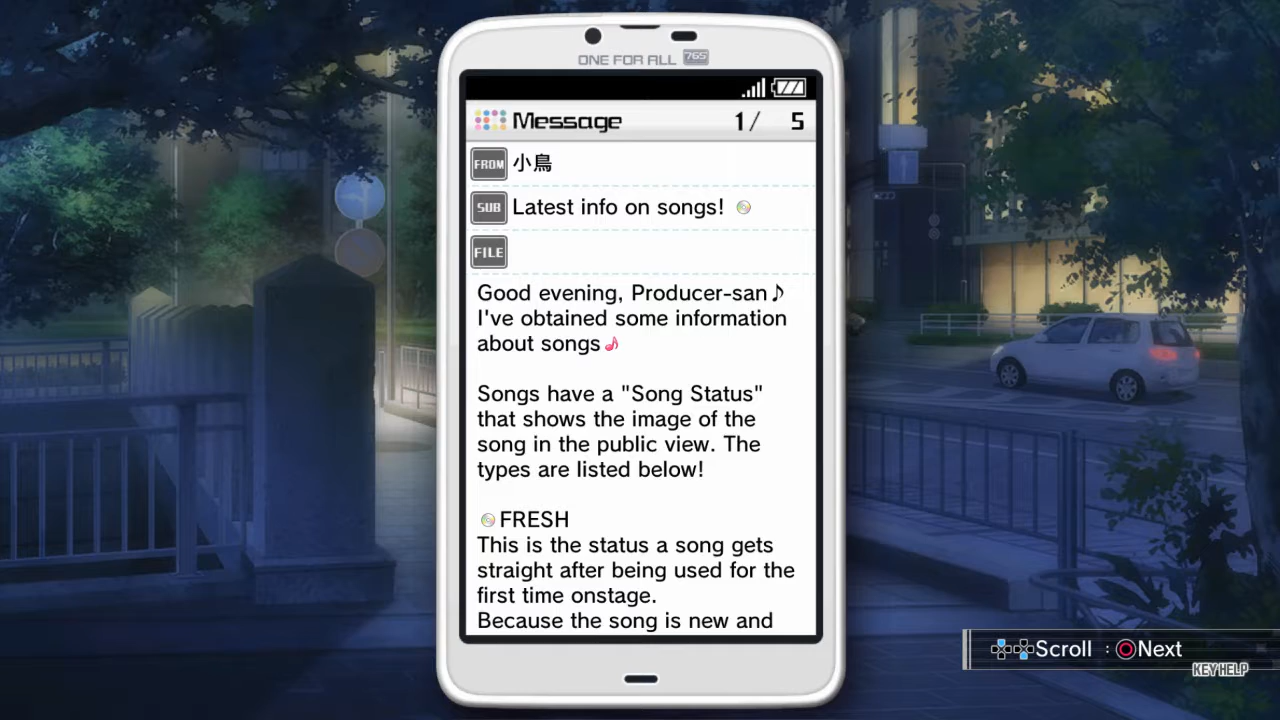 ONE FOR ALL 765
Message 1/ 5
FROM 小鳥
SUB Latest info on songs!
FILE
Good evening, Producer-san♪
I've obtained some information
about songs♪
Songs have a "Song Status"
that shows the image of the
song in the public view. The
types are listed below!
FRESH
This is the status a song gets
straight after being used for the
first time onstage.
Because the song is new and
Scroll : Next
KEY HELP